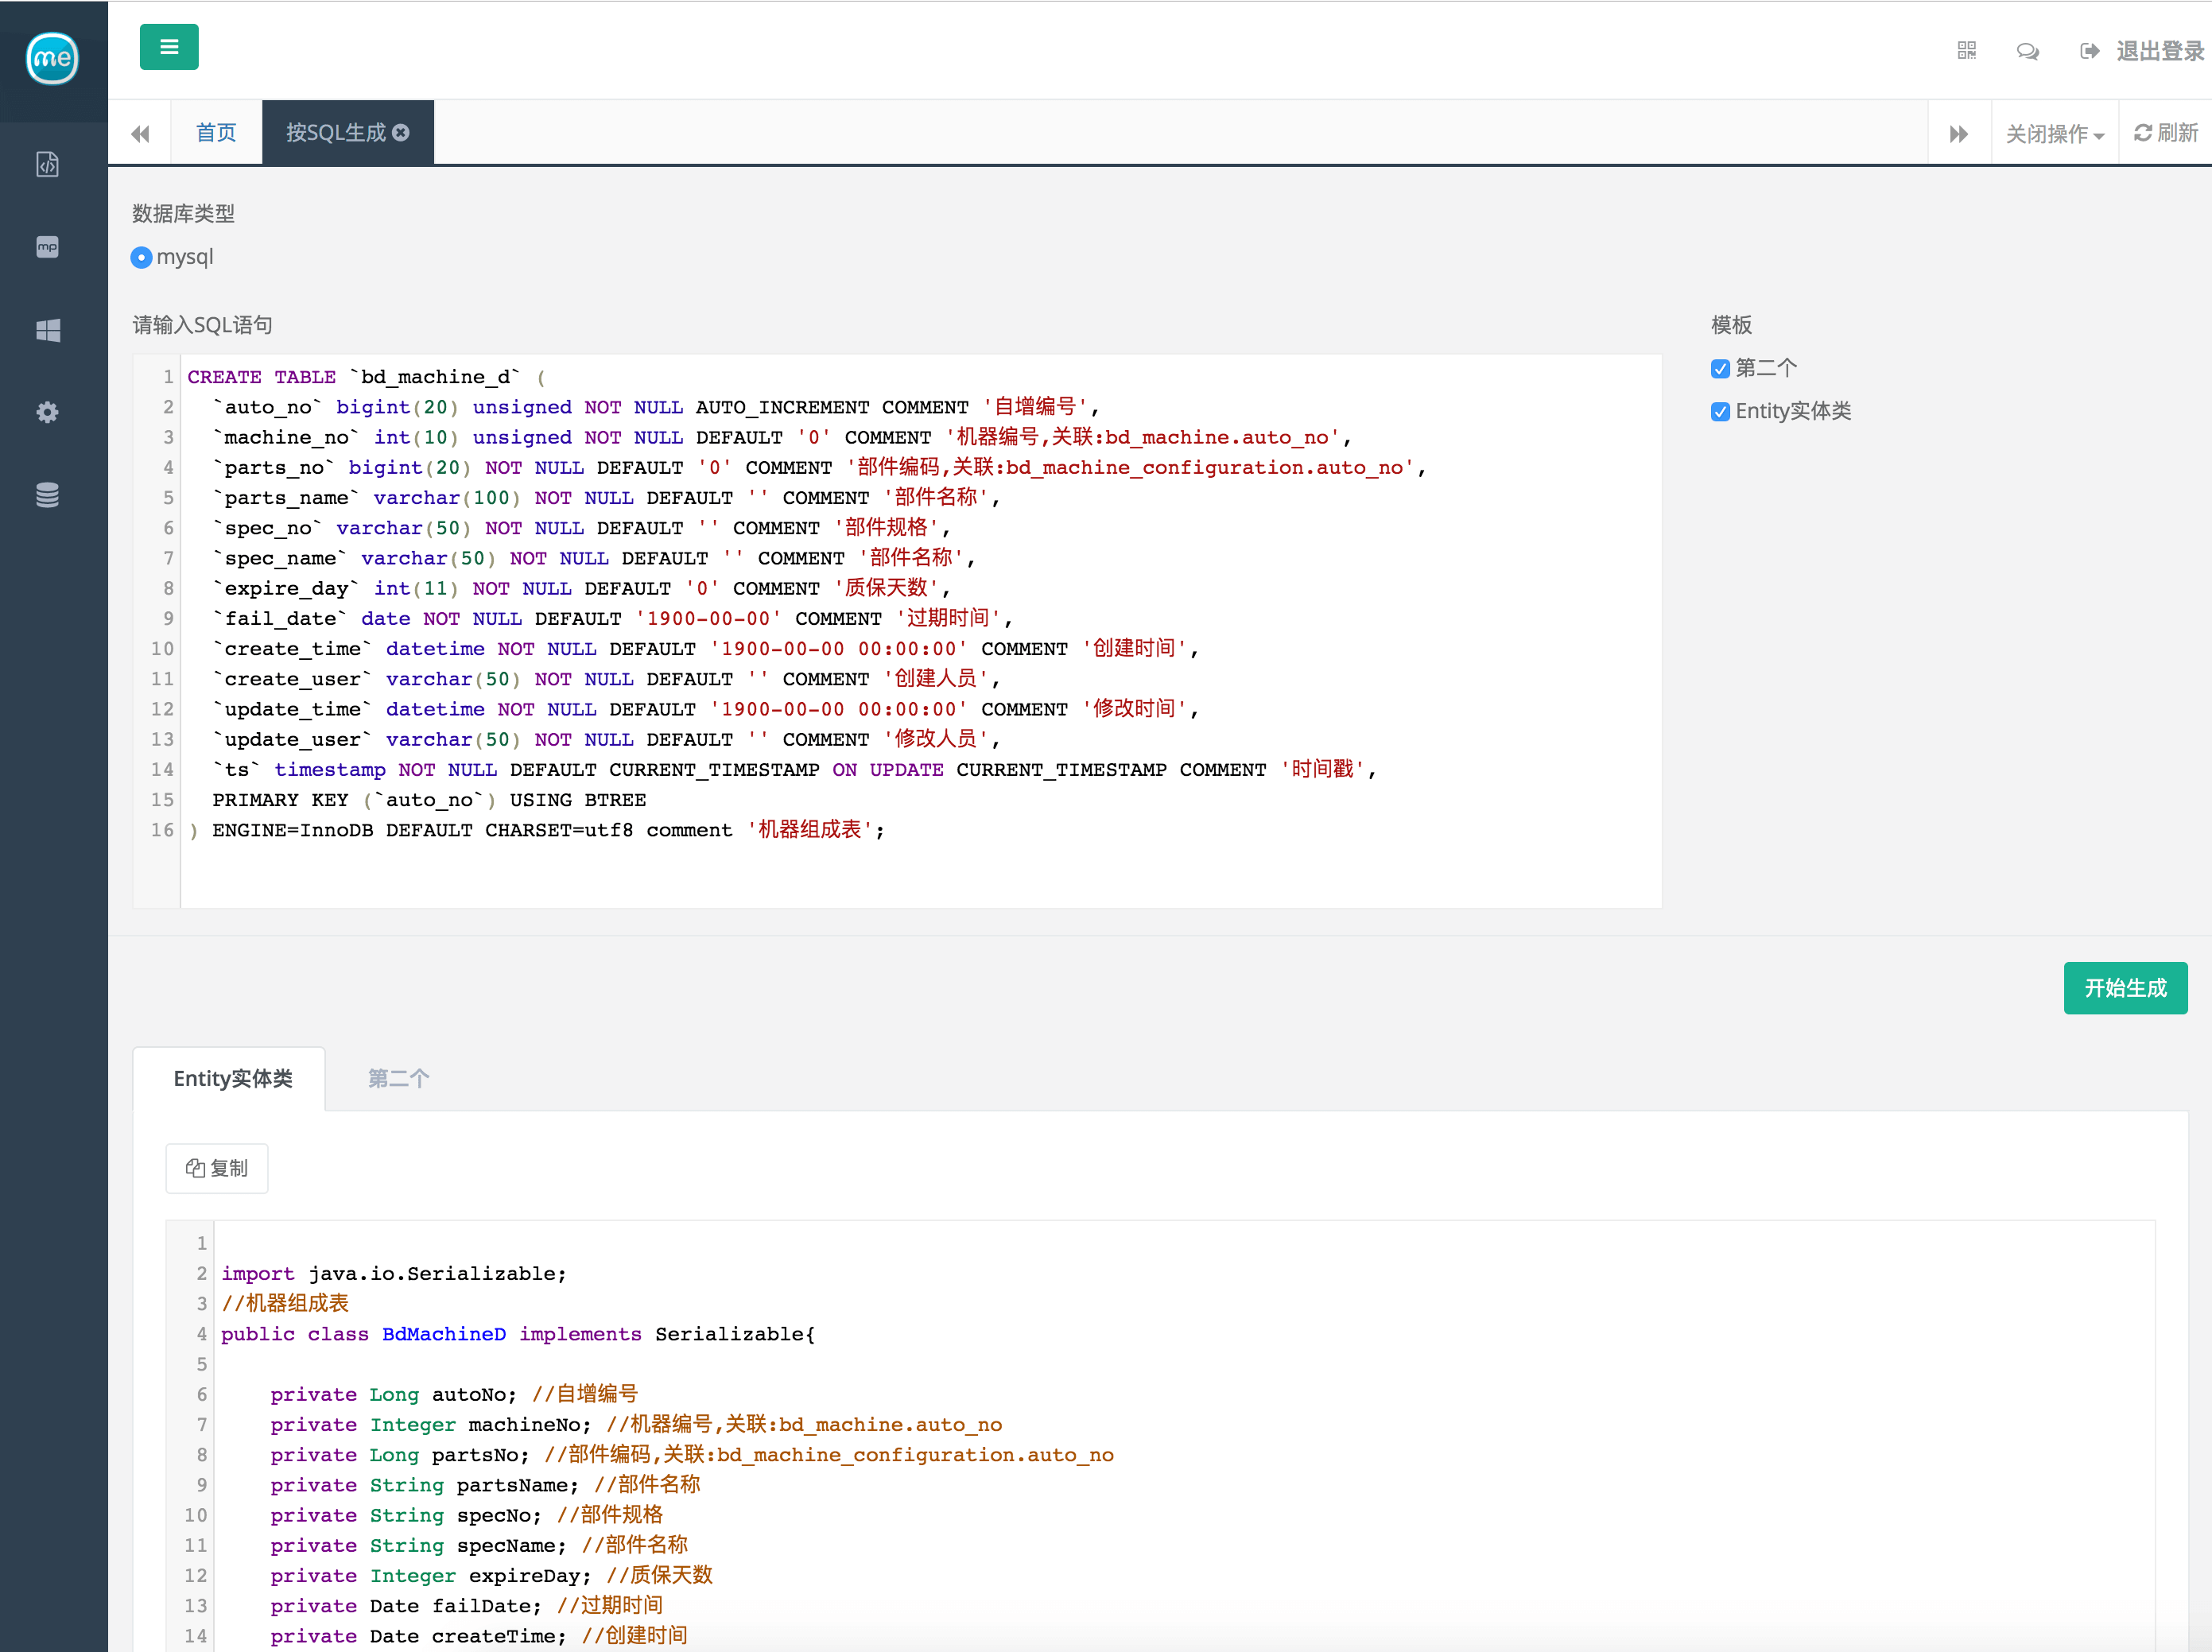 me
退出登录
首页
按SQL生成
关闭操作
刷新
数据库类型
mysql
mp
请输入SQL语句
模板
第二个
Entity实体类
1 CREATE TABLE `bd_machine_d` (
2 `auto_no` bigint(20) unsigned NOT NULL AUTO_INCREMENT COMMENT '自增编号',
3 `machine_no` int(10) unsigned NOT NULL DEFAULT '0' COMMENT '机器编号,关联:bd_machine.auto_no',
4 `parts_no` bigint(20) NOT NULL DEFAULT '0' COMMENT '部件编码,关联:bd_machine_configuration.auto_no',
5 `parts_name` varchar(100) NOT NULL DEFAULT '' COMMENT '部件名称',
6 `spec_no` varchar(50) NOT NULL DEFAULT '' COMMENT '部件规格',
7 `spec_name` varchar(50) NOT NULL DEFAULT '' COMMENT '部件名称',
8 `expire_day` int(11) NOT NULL DEFAULT '0' COMMENT '质保天数',
9 `fail_date` date NOT NULL DEFAULT '1900-00-00' COMMENT '过期时间',
10 `create_time` datetime NOT NULL DEFAULT '1900-00-00 00:00:00' COMMENT '创建时间',
11 `create_user` varchar(50) NOT NULL DEFAULT '' COMMENT '创建人员',
12 `update_time` datetime NOT NULL DEFAULT '1900-00-00 00:00:00' COMMENT '修改时间',
13 `update_user` varchar(50) NOT NULL DEFAULT '' COMMENT '修改人员',
14 `ts` timestamp NOT NULL DEFAULT CURRENT_TIMESTAMP ON UPDATE CURRENT_TIMESTAMP COMMENT '时间戳',
15 PRIMARY KEY (`auto_no`) USING BTREE
16 ) ENGINE=InnoDB DEFAULT CHARSET=utf8 comment '机器组成表';
开始生成
Entity实体类
第二个
复制
1
2 import java.io.Serializable;
3 //机器组成表
4 public class BdMachineD implements Serializable{
5
6 private Long autoNo; //自增编号
7 private Integer machineNo; //机器编号,关联:bd_machine.auto_no
8 private Long partsNo; //部件编码,关联:bd_machine_configuration.auto_no
9 private String partsName; //部件名称
10 private String specNo; //部件规格
11 private String specName; //部件名称
12 private Integer expireDay; //质保天数
13 private Date failDate; //过期时间
14 private Date createTime; //创建时间